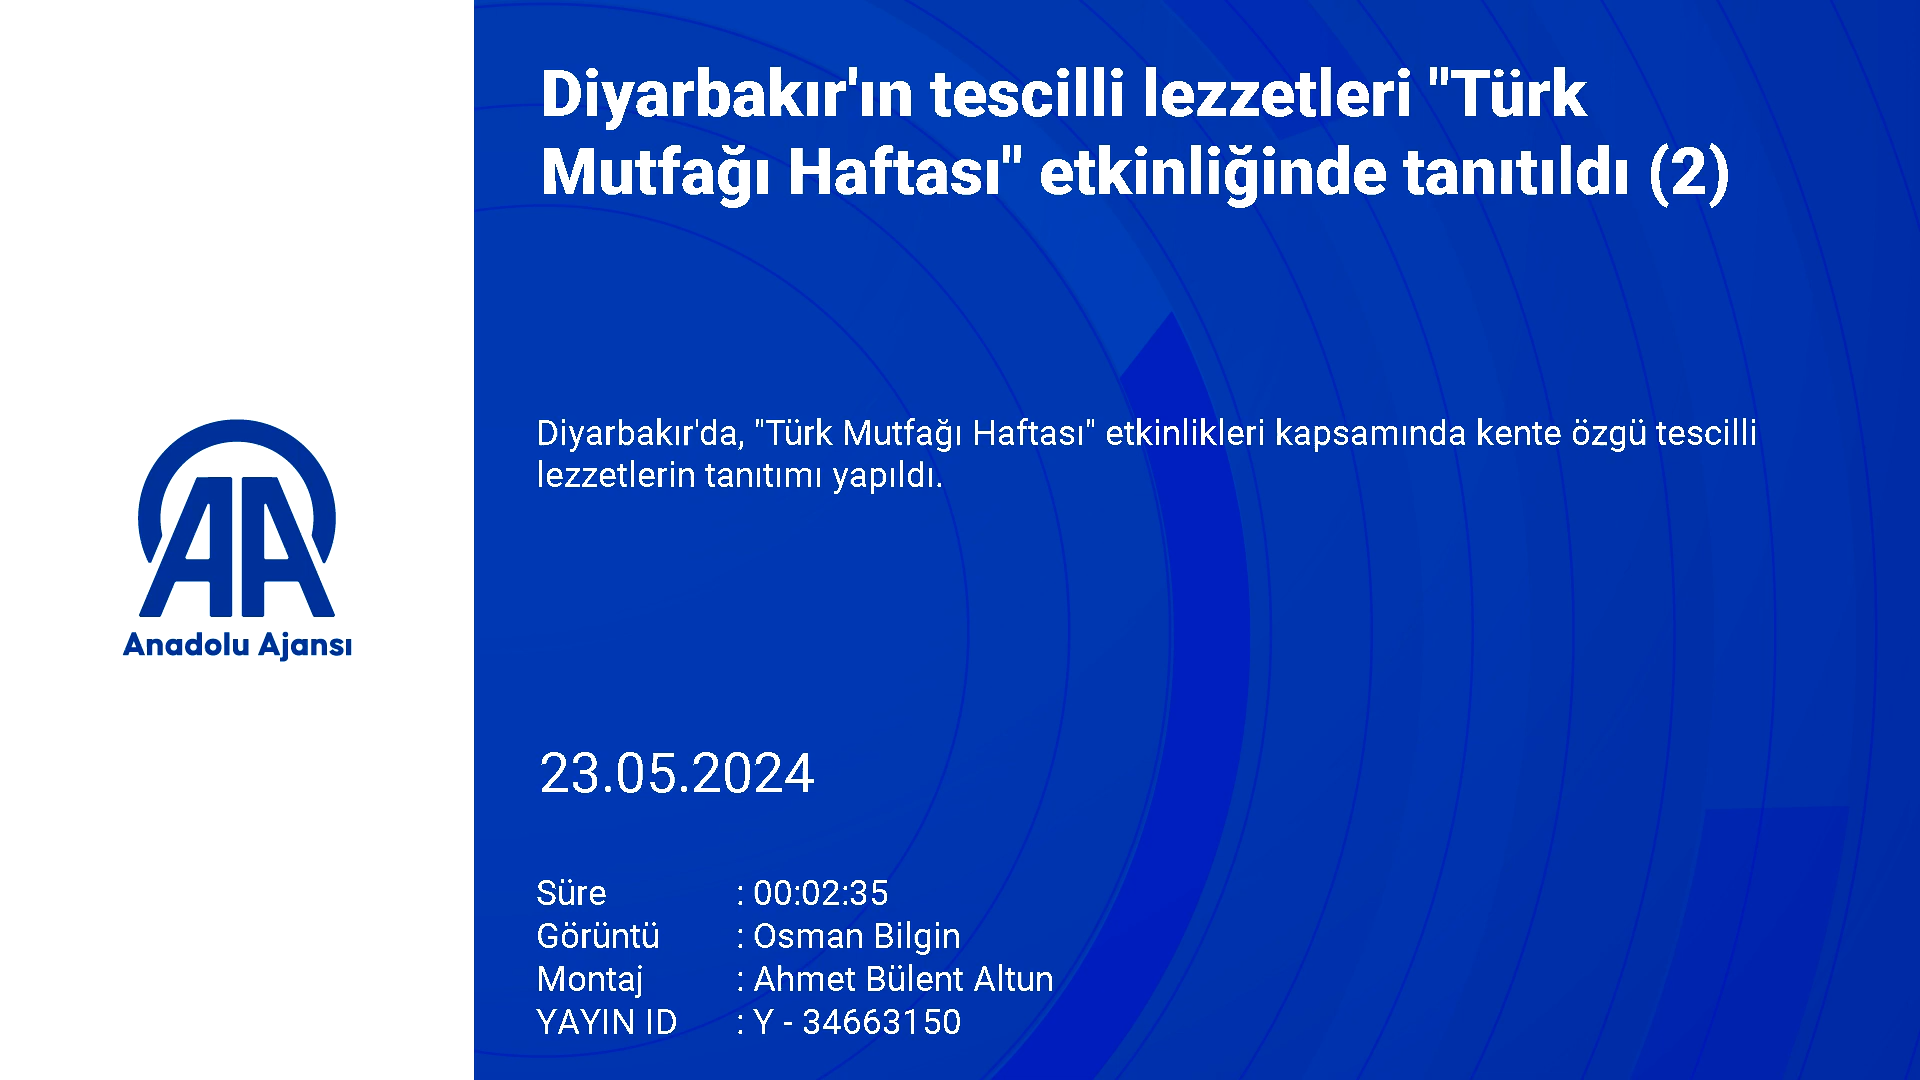 Diyarbakır'ın tescilli lezzetleri "Türk
Mutfağı Haftası" etkinliğinde tanıtıldı (2)
Diyarbakır'da, "Türk Mutfağı Haftası" etkinlikleri kapsamında kente özgü tescilli
lezzetlerin tanıtımı yapıldı.
AA
Anadolu Ajansı
23.05.2024
Süre : 00:02:35
Görüntü : Osman Bilgin
Montaj : Ahmet Bülent Altun
YAYIN ID : Y - 34663150